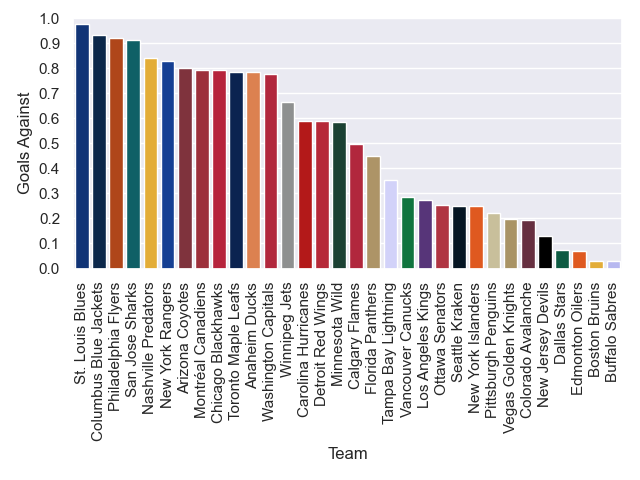 1.0
0.9
0.8
0.7
0.6
0.5
0.4
0.3
0.2
0.1
0.0
Goals Against
St. Louis Blues
Columbus Blue Jackets
Philadelphia Flyers
San Jose Sharks
Nashville Predators
New York Rangers
Arizona Coyotes
Montréal Canadiens
Chicago Blackhawks
Toronto Maple Leafs
Anaheim Ducks
Washington Capitals
Winnipeg Jets
Carolina Hurricanes
Detroit Red Wings
Minnesota Wild
Calgary Flames
Florida Panthers
Tampa Bay Lightning
Vancouver Canucks
Los Angeles Kings
Ottawa Senators
Seattle Kraken
New York Islanders
Pittsburgh Penguins
Vegas Golden Knights
Colorado Avalanche
New Jersey Devils
Dallas Stars
Edmonton Oilers
Boston Bruins
Buffalo Sabres
Team